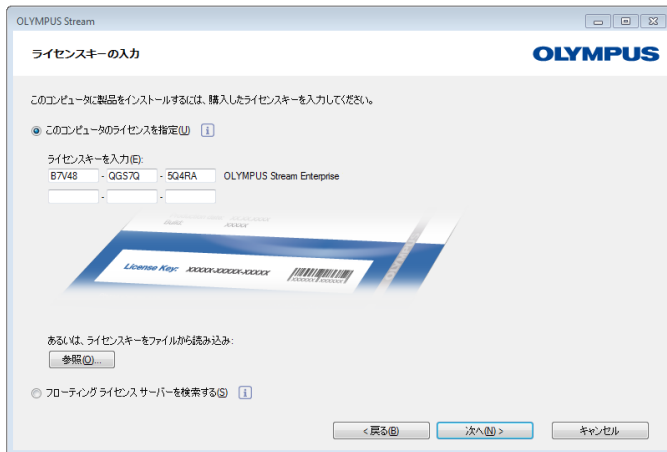 OLYMPUS Stream
ライセンスキーの入力
OLYMPUS
このコンピュータに製品をインストールするには、購入したライセンスキーを入力してください。
このコンピュータのライセンスを指定(U) i
ライセンスキーを入力(E):
B7V48 - QGS7Q - 5Q4RA OLYMPUS Stream Enterprise
- -
XXXXX
License Key: XXXXX-XXXXX-XXXXX
あるいは、ライセンスキーをファイルから読み込み:
参照(O)...
フローティング ライセンス サーバーを検索する(S) i
< 戻る(B) 次へ(N) > キャンセル